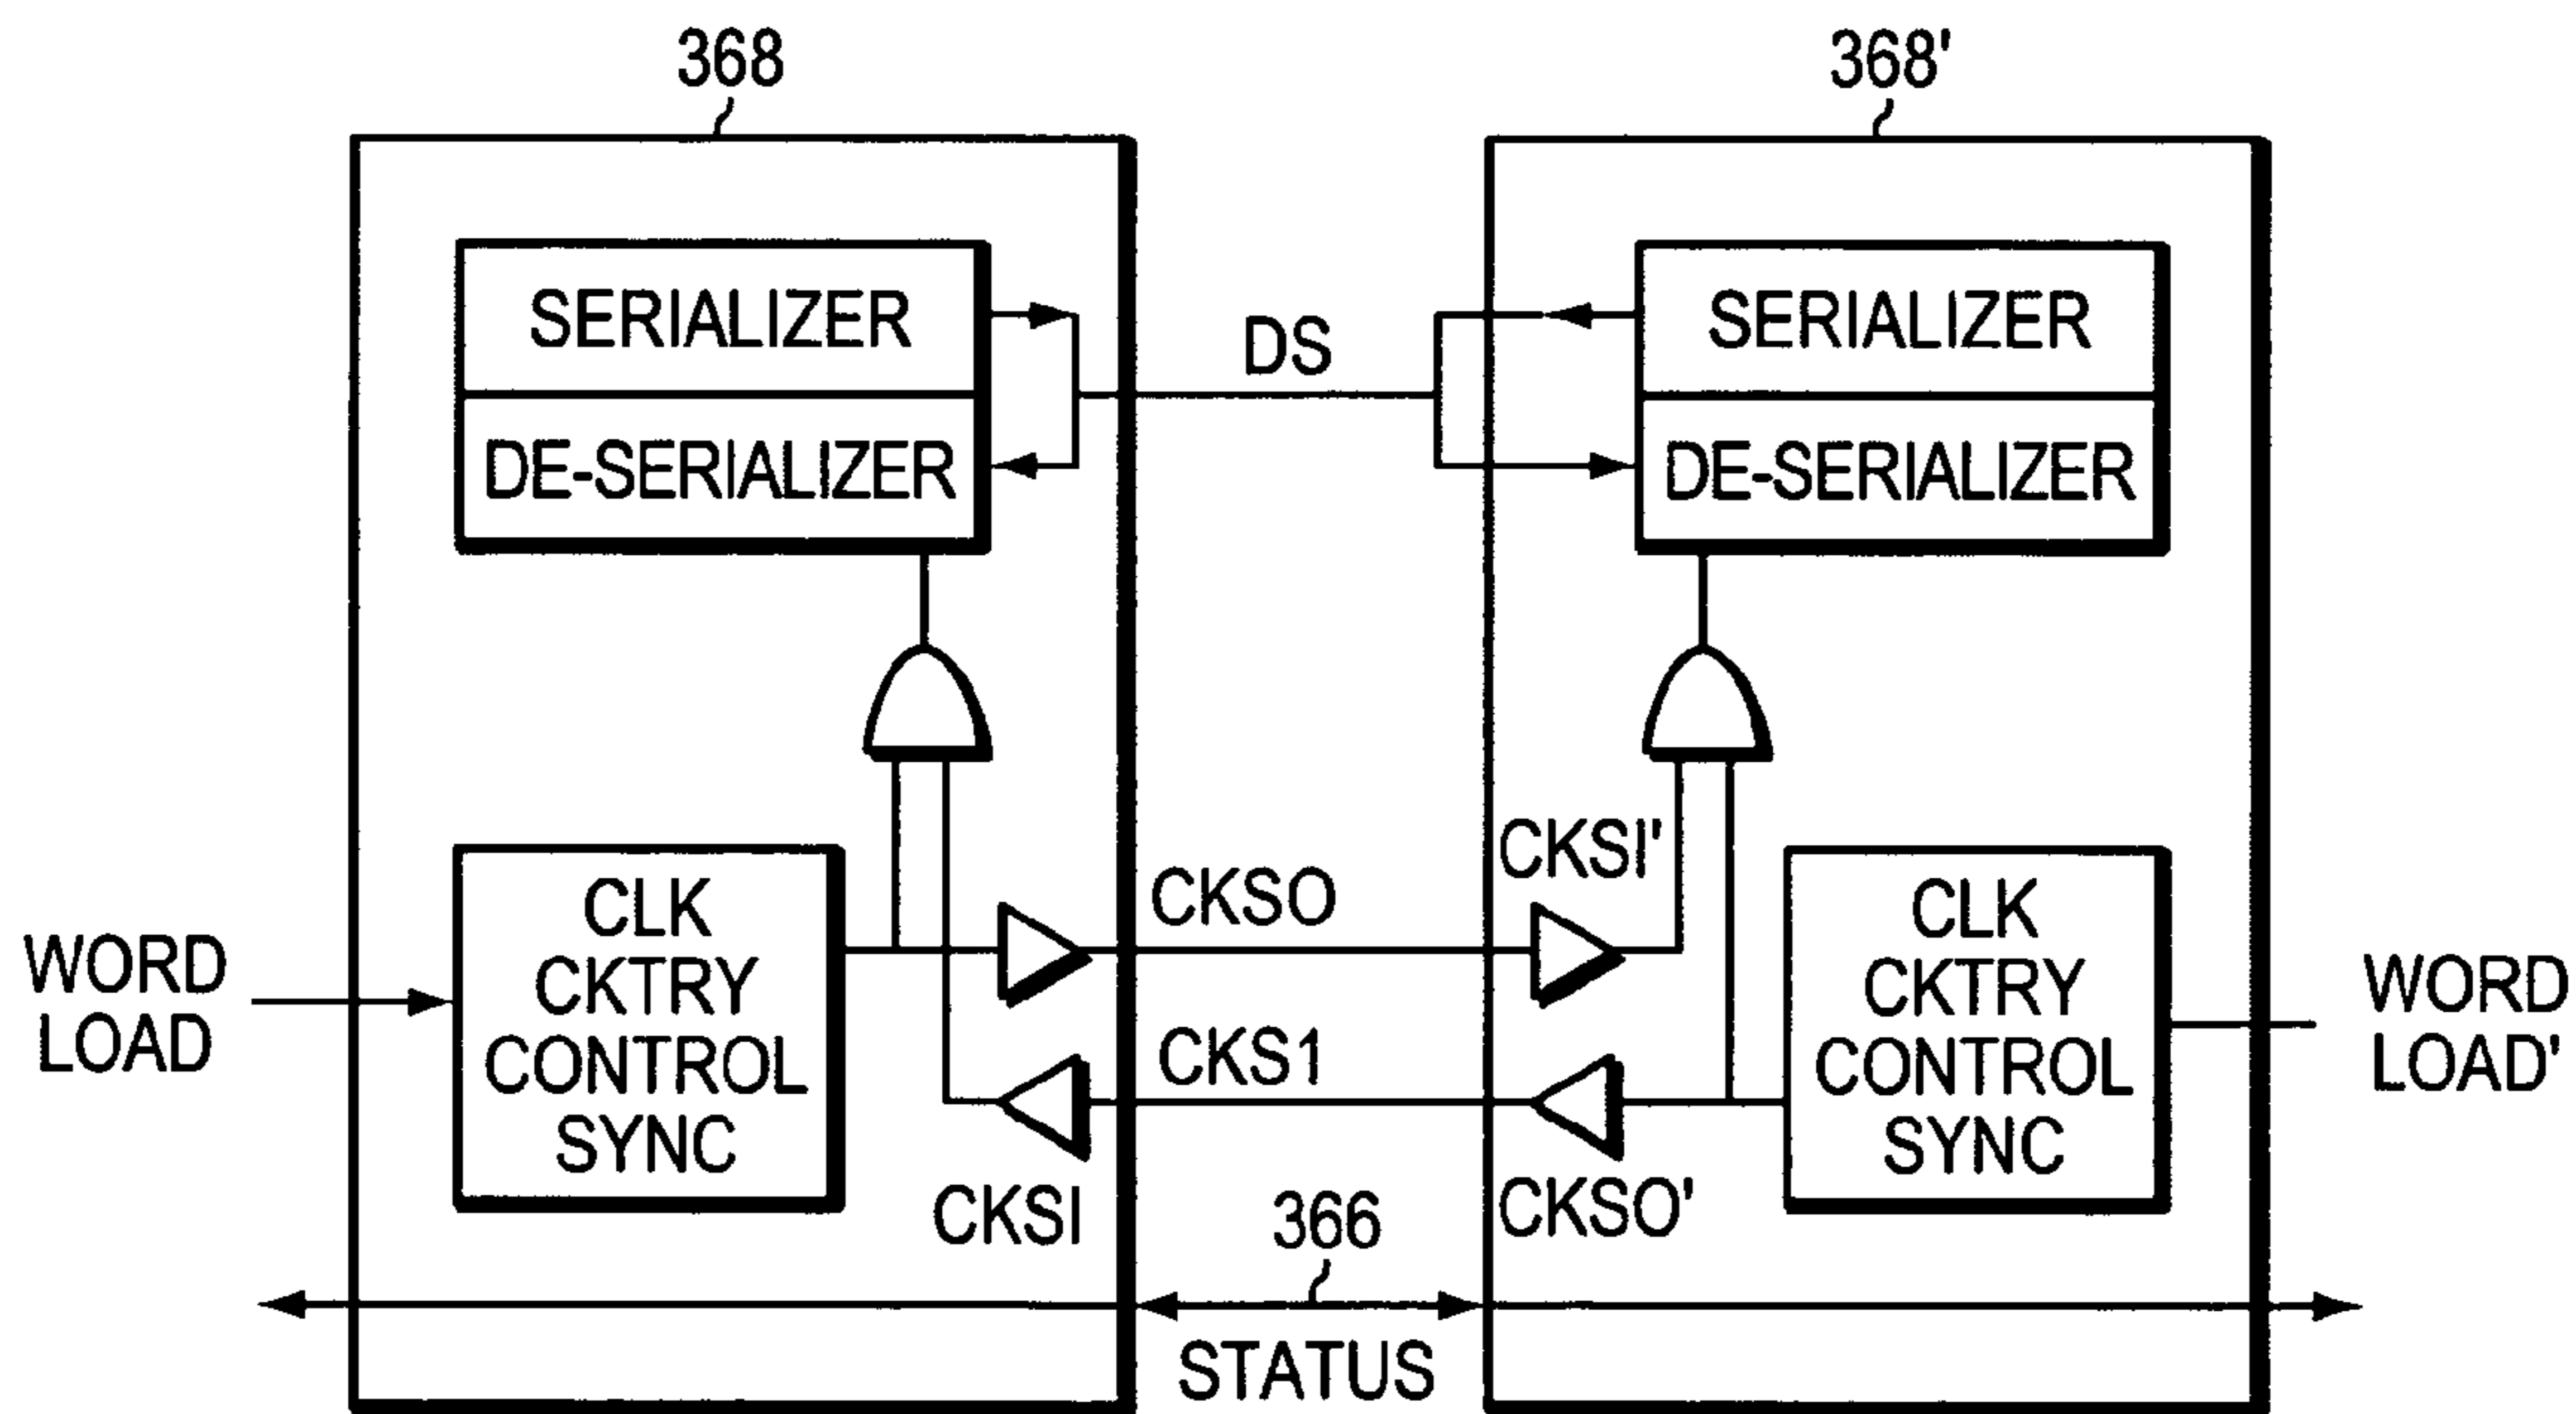 368
368'
SERIALIZER
DE-SERIALIZER
DS
SERIALIZER
DE-SERIALIZER
WORD
LOAD
CLK
CKTRY
CONTROL
SYNC
CKSO
CKS1
CKSI
CKSI'
CKSO'
CLK
CKTRY
CONTROL
SYNC
WORD
LOAD'
366
STATUS